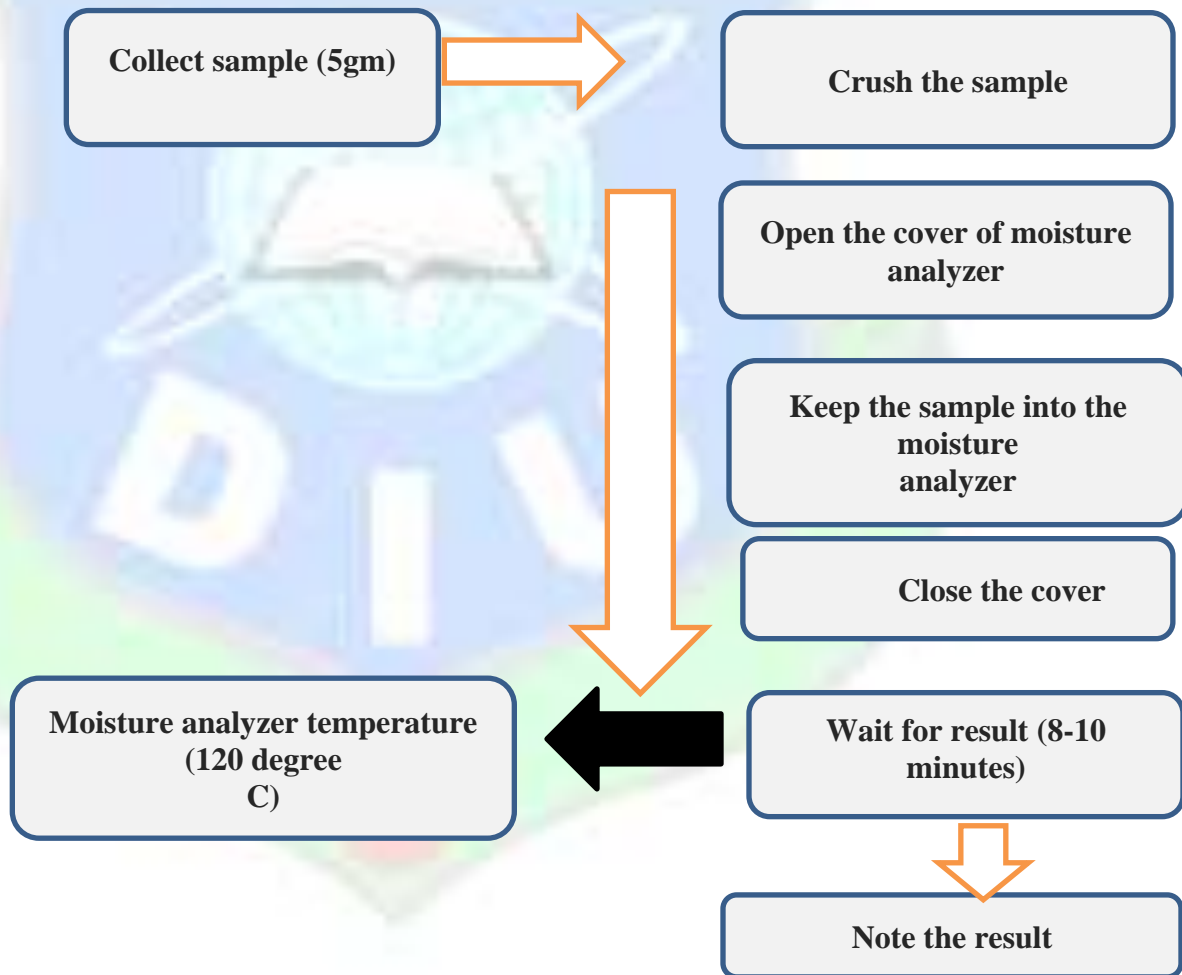 Collect sample (5gm)
Crush the sample
Open the cover of moisture
analyzer
Keep the sample into the
moisture
analyzer
Close the cover
Wait for result (8-10
minutes)
Moisture analyzer temperature
(120 degree
C)
Note the result
DIU